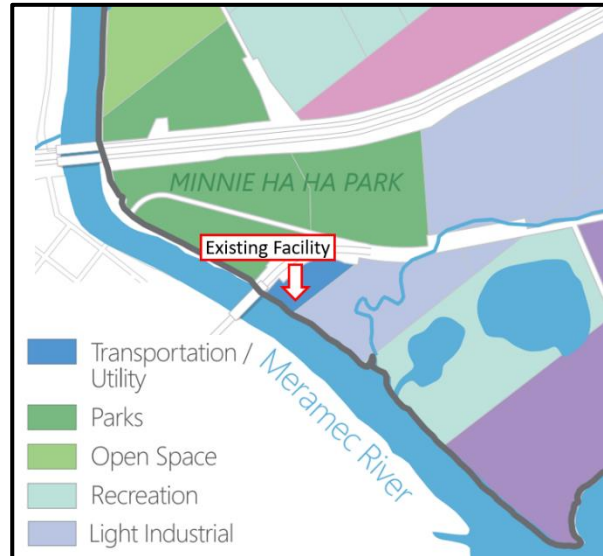 MINNIE HA HA PARK
Existing Facility
Transportation /
Utility
Parks
Open Space
Recreation
Light Industrial
Meramec River